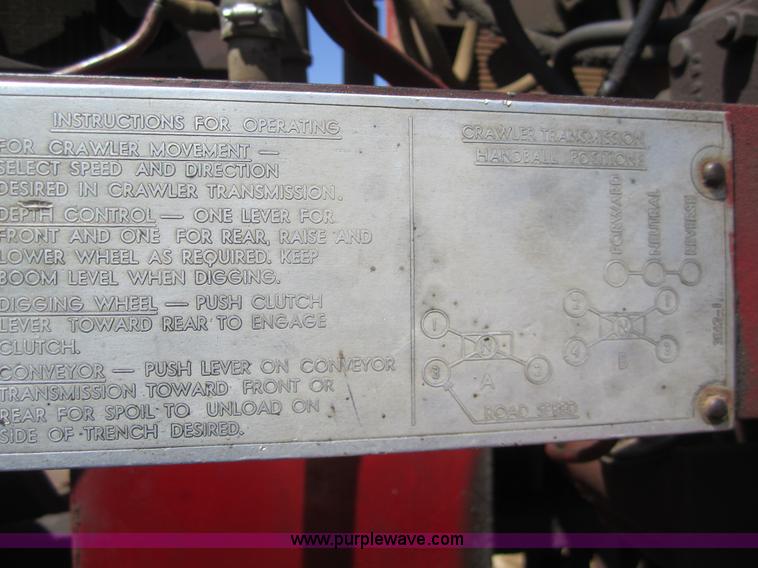 INSTRUCTIONS FOR OPERATING
FOR CRAWLER MOVEMENT —
SELECT SPEED AND DIRECTION
DESIRED IN CRAWLER TRANSMISSION.
DEPTH CONTROL — ONE LEVER FOR
FRONT AND ONE FOR REAR, RAISE AND
LOWER WHEEL AS REQUIRED. KEEP
BOOM LEVEL WHEN DIGGING.
DIGGING WHEEL — PUSH CLUTCH
LEVER TOWARD REAR TO ENGAGE
CLUTCH.
CONVEYOR — PUSH LEVER ON CONVEYOR
TRANSMISSION TOWARD FRONT OR
REAR FOR SPOIL TO UNLOAD ON
SIDE OF TRENCH DESIRED.
CRAWLER TRANSMISSION
HANDBALL POSITIONS
FORWARD
NEUTRAL
REVERSE
1
N
A
2 1
N
4 3
B
ROAD SPEED
www.purplewave.com